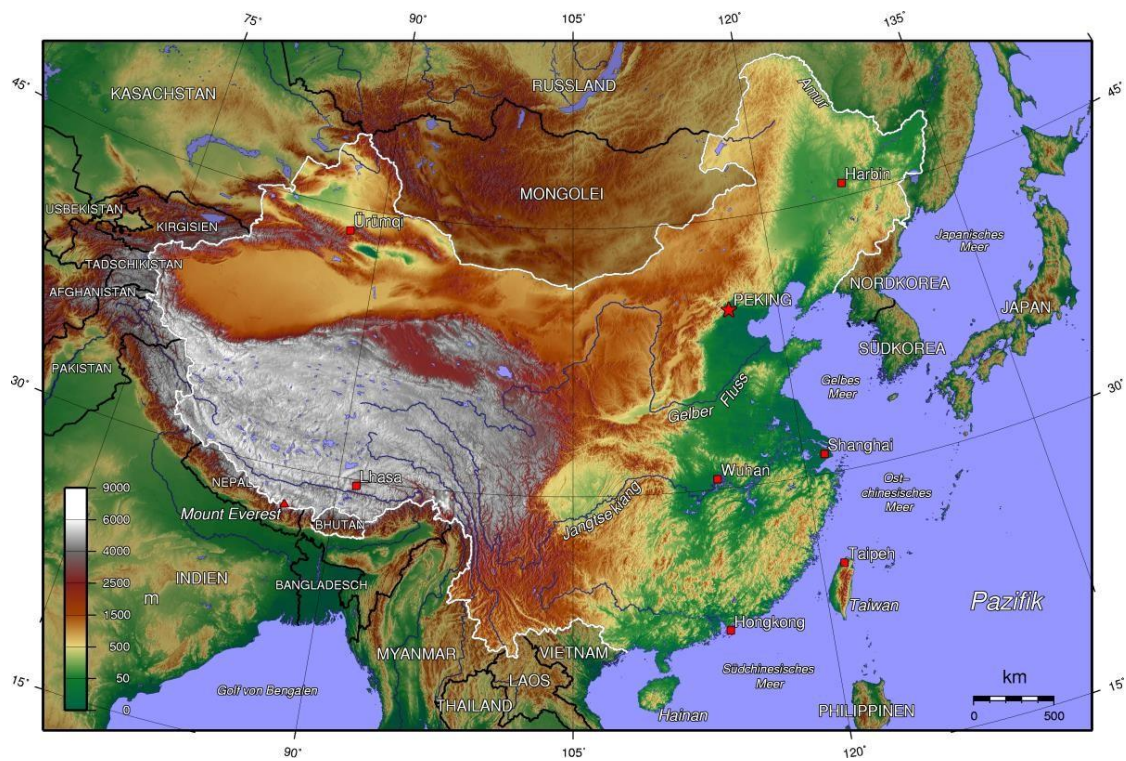 75°
90°
105°
120°
135°
45°
RUSSLAND
Amur
45°
KASACHSTAN
Harbin
MONGOLEI
USBEKISTAN
Ürümqi
KIRGISIEN
Japanisches
Meer
TADSCHIKISTAN
NORDKOREA
AFGHANISTAN
PEKING
JAPAN
SÜDKOREA
PAKISTAN
30°
Gelbes
Meer
30°
Gelber Fluss
Shanghai
NEPAL
Lhasa
Wuhan
Ost-
chinesisches
Meer
9000
6000
4000
2500
1500
500
50
0
m
Mount Everest
BHUTAN
Jangtsekiang
Taipeh
INDIEN
BANGLADESCH
Taiwan
Pazifik
Hongkong
MYANMAR
VIETNAM
Südchinesisches
Meer
LAOS
km
0
500
15°
Golf von Bengalen
THAILAND
Hainan
PHILIPPINEN
15°
90°
105°
120°